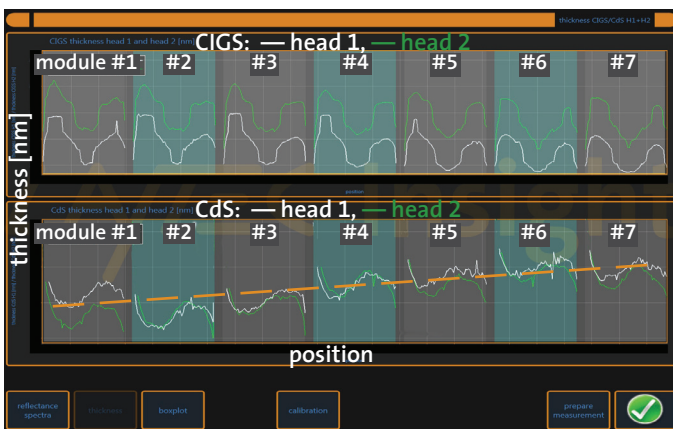 thickness CIGS/CdS H1+H2
CIGS thickness head 1 and head 2 [nm]
CIGS: — head 1, — head 2
module #1 #2 #3 #4 #5 #6 #7
thickness [nm]
position
CdS thickness head 1 and head 2 [nm]
CdS: — head 1, — head 2
module #1 #2 #3 #4 #5 #6 #7
position
reflectance
spectra
thickness
boxplot
calibration
prepare
measurement